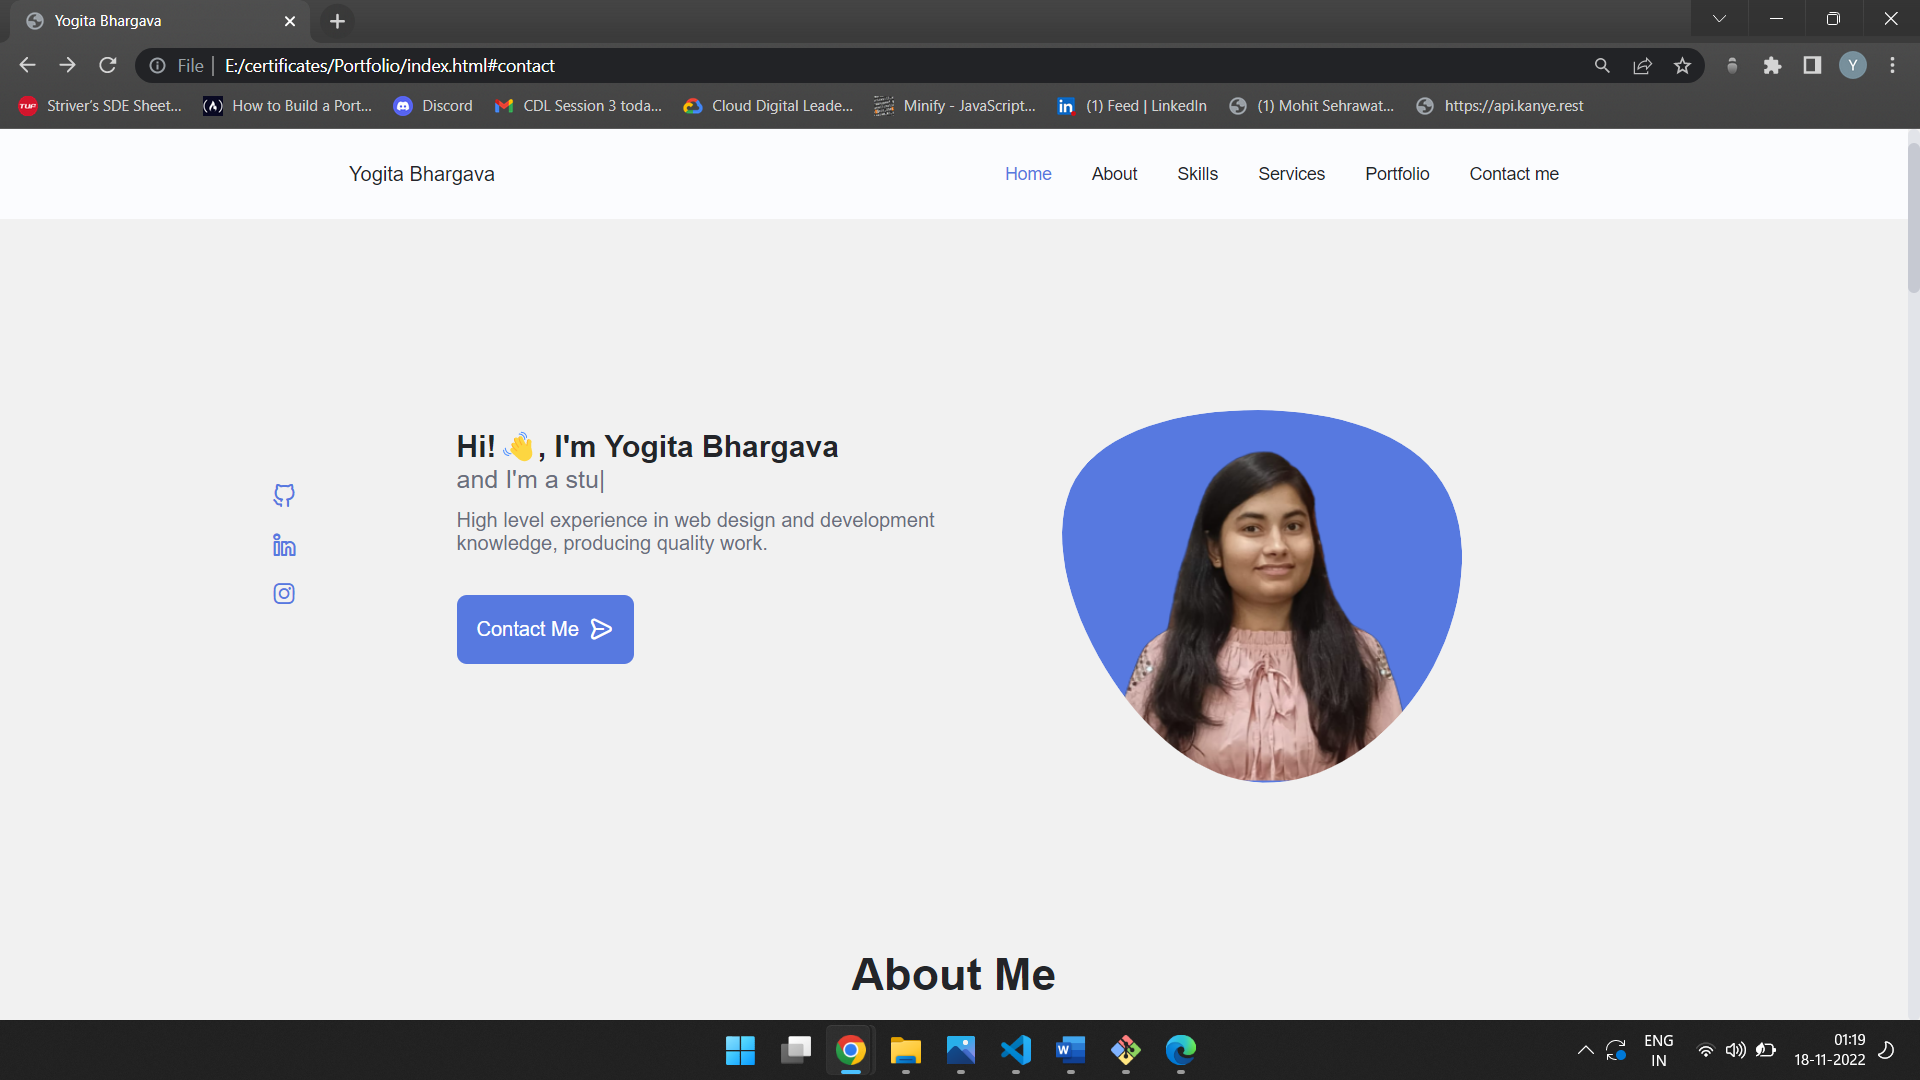 Yogita Bhargava
File | E:/certificates/Portfolio/index.html#contact
Y
TUF Striver's SDE Sheet... How to Build a Port... Discord CDL Session 3 toda... Cloud Digital Leade... Minify - JavaScript... in (1) Feed | LinkedIn (1) Mohit Sehrawat... https://api.kanye.rest
Yogita Bhargava Home About Skills Services Portfolio Contact me
Hi! 👋, I'm Yogita Bhargava
and I'm a stu|
High level experience in web design and development
knowledge, producing quality work.
Contact Me
About Me
W
ENG
IN
01:19
18-11-2022